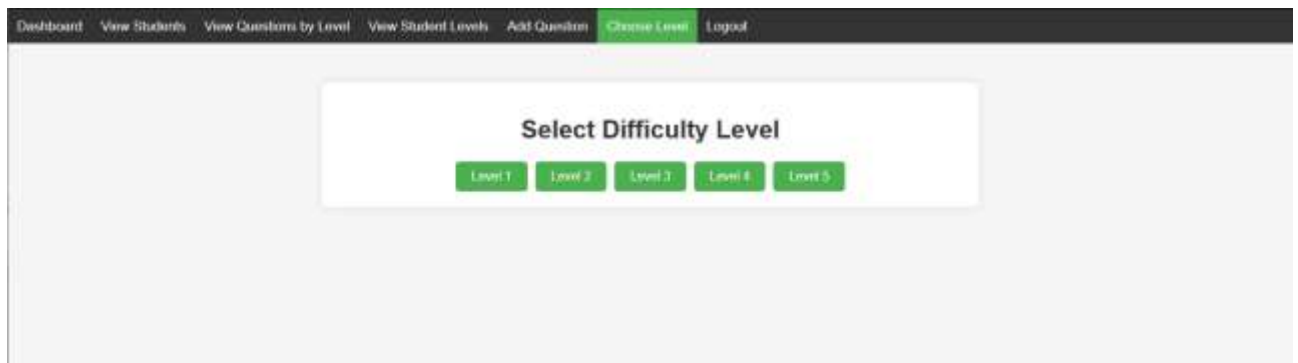 Dashboard View Students View Questions by Level View Student Levels Add Question Choose Level Logout
Select Difficulty Level
Level 1 Level 2 Level 3 Level 4 Level 5